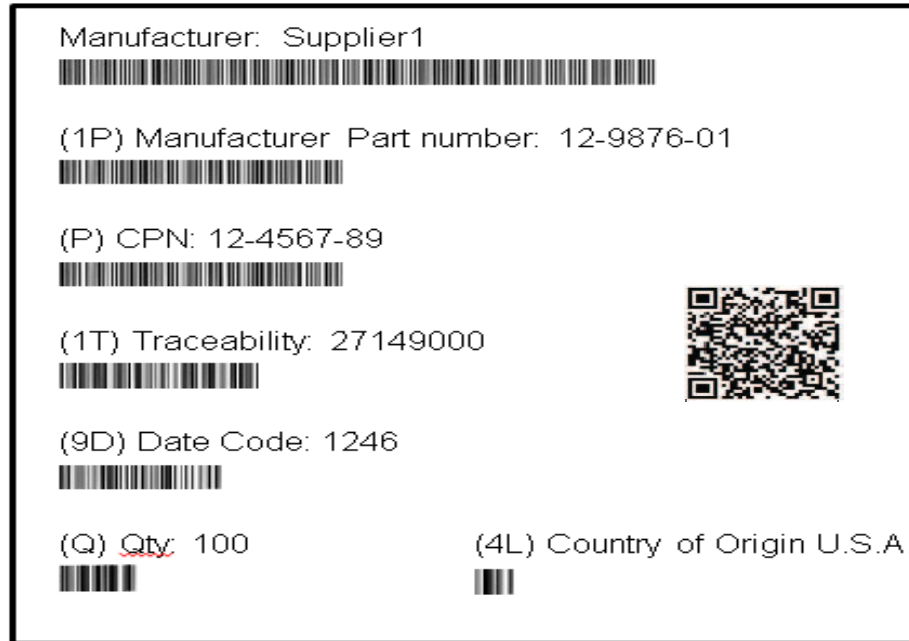 Manufacturer: Supplier1
(1P) Manufacturer Part number: 12-9876-01
(P) CPN: 12-4567-89
(1T) Traceability: 27149000
(9D) Date Code: 1246
(Q) Qty: 100
(4L) Country of Origin U.S.A